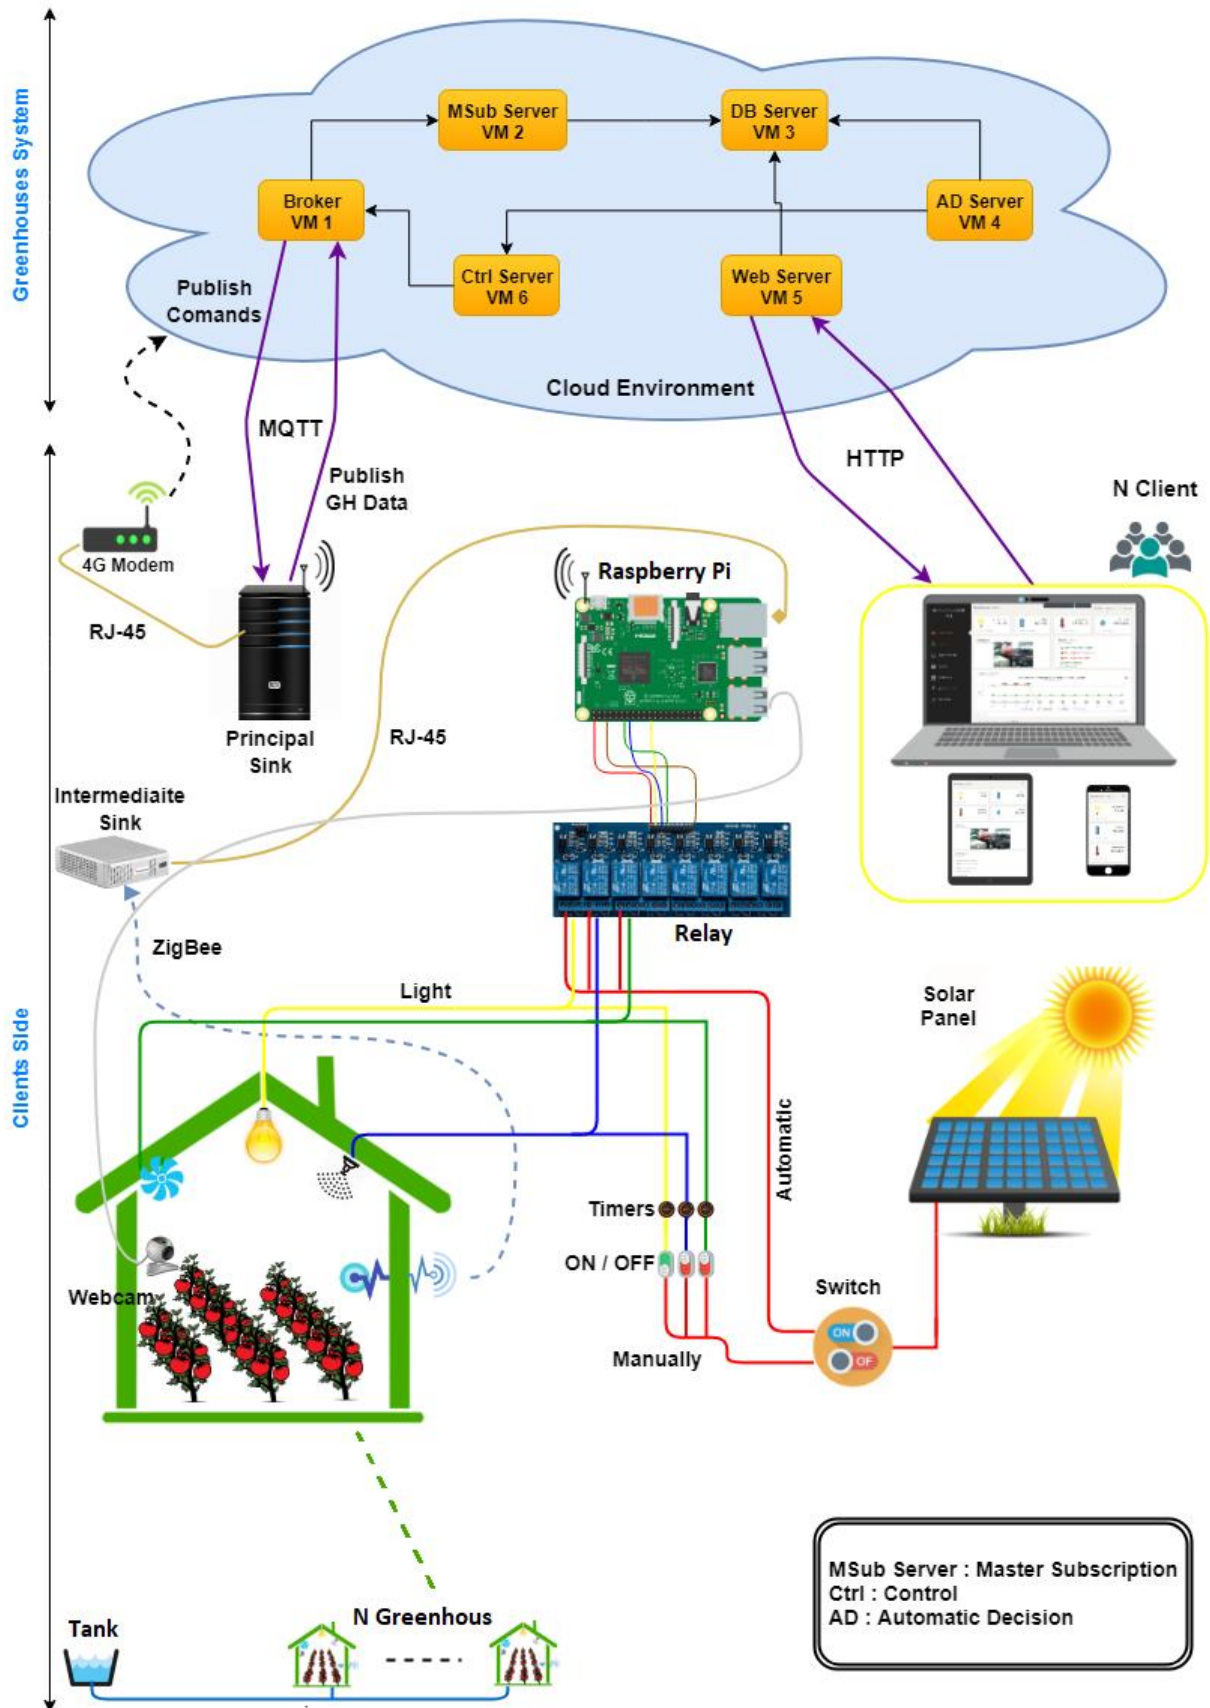 Greenhouses System
MSub Server
VM 2
DB Server
VM 3
Broker
VM 1
AD Server
VM 4
Ctrl Server
VM 6
Web Server
VM 5
Publish
Comands
Cloud Environment
MQTT
HTTP
Publish
GH Data
N Client
4G Modem
Raspberry Pi
RJ-45
Principal
Sink
RJ-45
Intermediaite
Sink
Relay
ZigBee
Light
Solar
Panel
Clients Side
Automatic
Timers
ON / OFF
Switch
ON
OF
Webcam
Manually
MSub Server : Master Subscription
Ctrl : Control
AD : Automatic Decision
N Greenhous
Tank